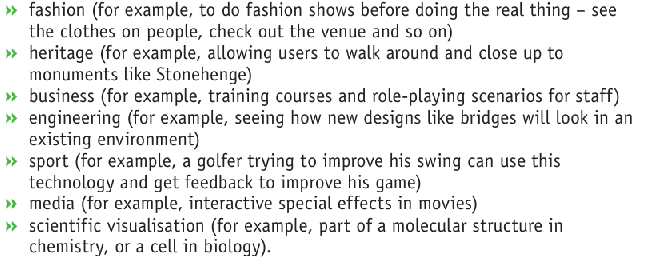 » fashion (for example, to do fashion shows before doing the real thing – see
the clothes on people, check out the venue and so on)
» heritage (for example, allowing users to walk around and close up to
monuments like Stonehenge)
» business (for example, training courses and role-playing scenarios for staff)
» engineering (for example, seeing how new designs like bridges will look in an
existing environment)
» sport (for example, a golfer trying to improve his swing can use this
technology and get feedback to improve his game)
» media (for example, interactive special effects in movies)
» scientific visualisation (for example, part of a molecular structure in
chemistry, or a cell in biology).